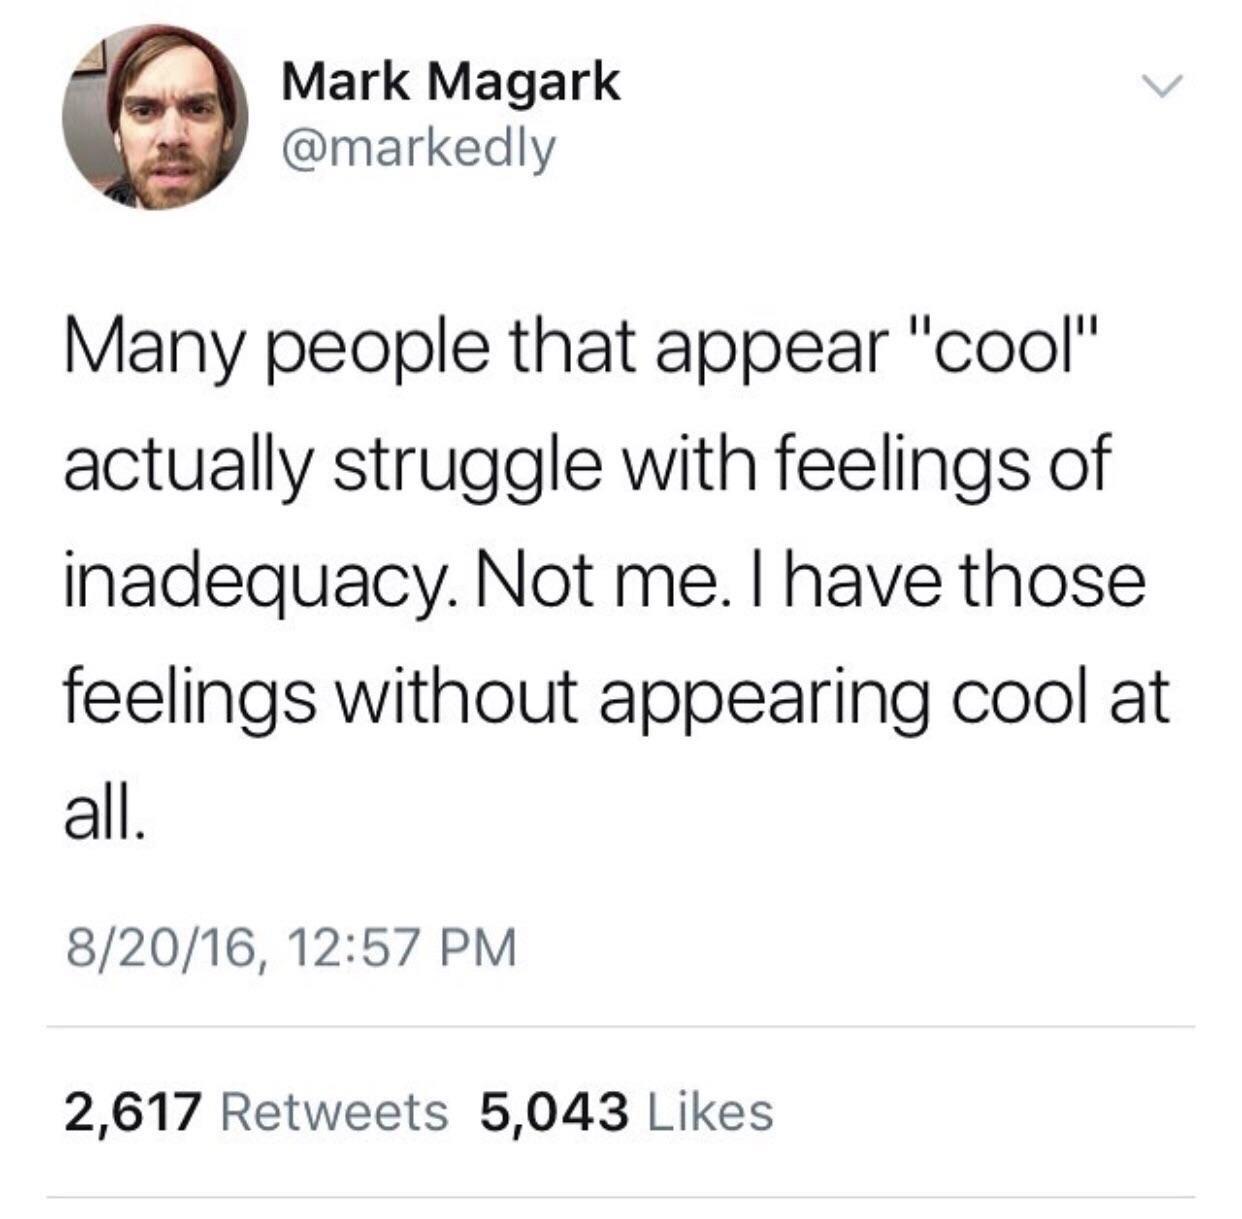 Mark Magark
@markedly
Many people that appear "cool"
actually struggle with feelings of
inadequacy. Not me. I have those
feelings without appearing cool at
all.
8/20/16, 12:57 PM
2,617 Retweets 5,043 Likes